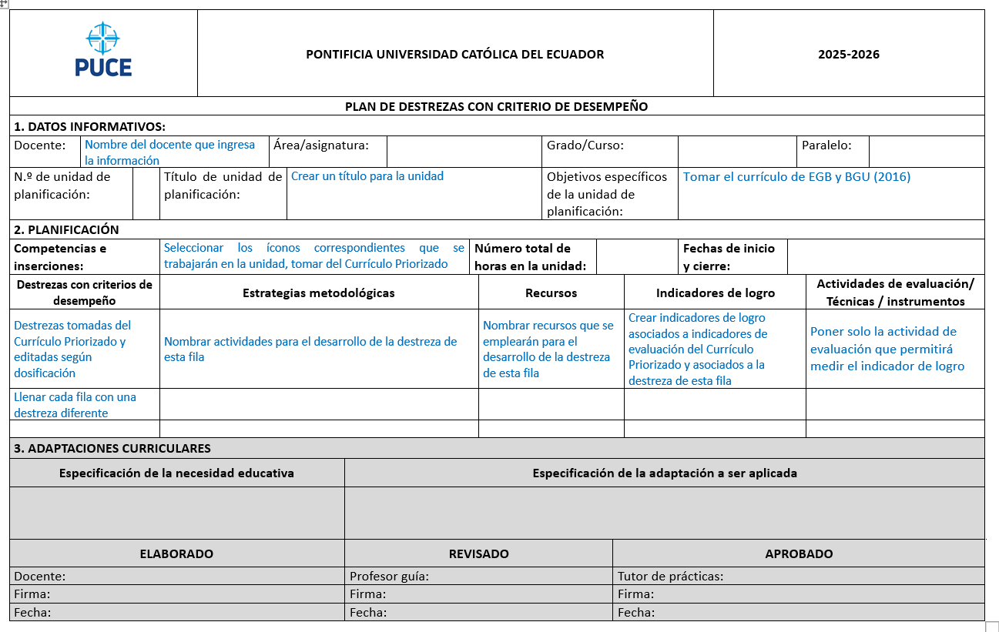 PUCE
PONTIFICIA UNIVERSIDAD CATÓLICA DEL ECUADOR
2025-2026
PLAN DE DESTREZAS CON CRITERIO DE DESEMPEÑO
1. DATOS INFORMATIVOS:
Docente:
Nombre del docente que ingresa
la información
Área/asignatura:
Grado/Curso:
Paralelo:
N.º de unidad de
planificación:
Título de unidad de
planificación:
Crear un título para la unidad
Objetivos específicos
de la unidad de
planificación:
Tomar el currículo de EGB y BGU (2016)
2. PLANIFICACIÓN
Competencias e
inserciones:
Seleccionar los íconos correspondientes que se
trabajarán en la unidad, tomar del Currículo Priorizado
Número total de
horas en la unidad:
Fechas de inicio
y cierre:
Destrezas con criterios de
desempeño
Estrategias metodológicas
Recursos
Indicadores de logro
Actividades de evaluación/
Técnicas / instrumentos
Destrezas tomadas del
Currículo Priorizado y
editadas según
dosificación
Nombrar actividades para el desarrollo de la destreza de
esta fila
Nombrar recursos que se
emplearán para el
desarrollo de la destreza
de esta fila
Crear indicadores de logro
asociados a indicadores de
evaluación del Currículo
Priorizado y asociados a la
destreza de esta fila
Poner solo la actividad de
evaluación que permitirá
medir el indicador de logro
Llenar cada fila con una
destreza diferente
3. ADAPTACIONES CURRICULARES
Especificación de la necesidad educativa
Especificación de la adaptación a ser aplicada
ELABORADO
REVISADO
APROBADO
Docente:
Profesor guía:
Tutor de prácticas:
Firma:
Firma:
Firma:
Fecha:
Fecha:
Fecha: